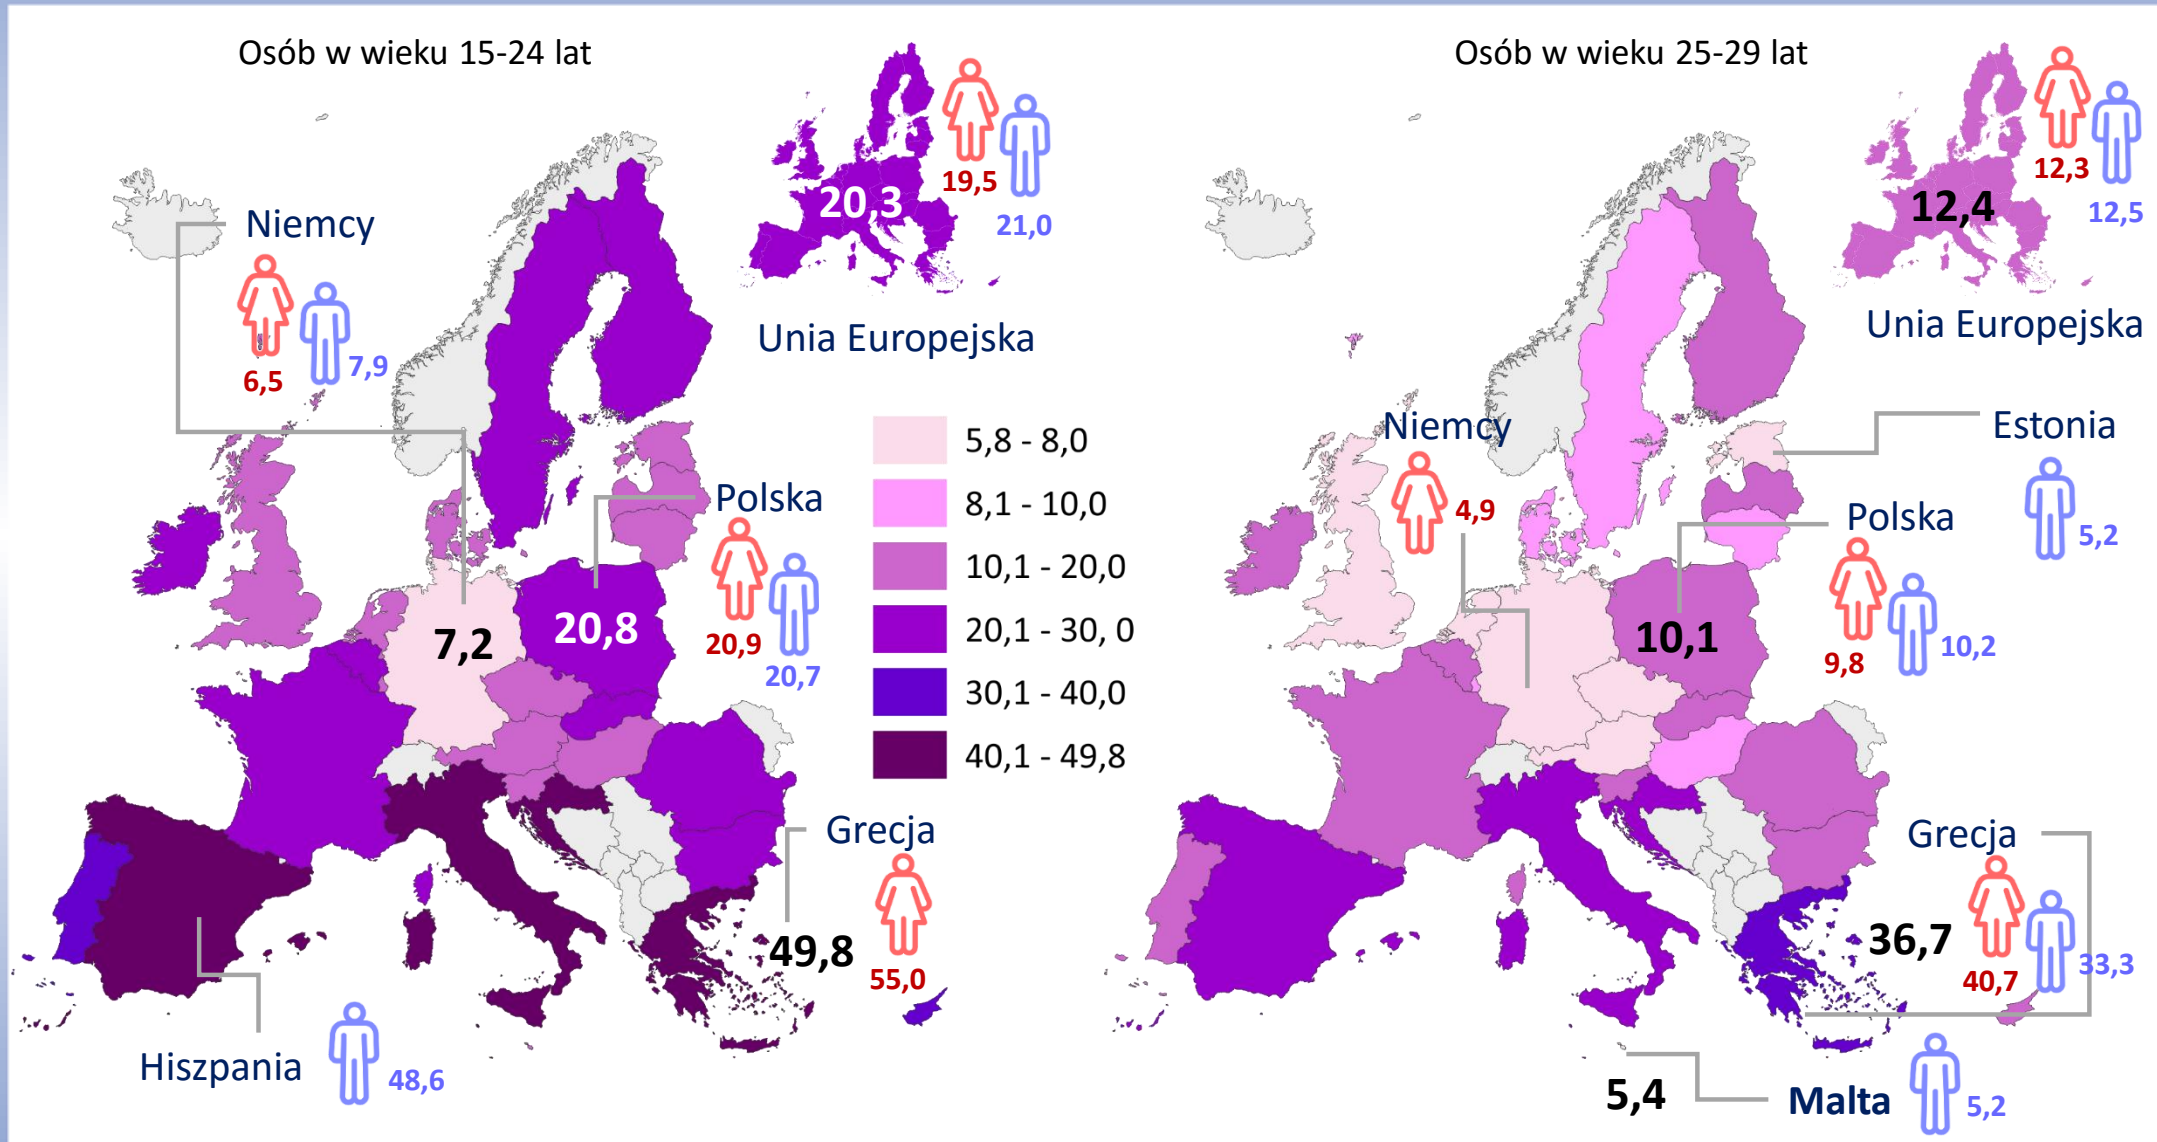 Osób w wieku 15-24 lat
20,3
19,5
21,0
Unia Europejska
Niemcy
6,5
7,9
7,2
Polska
20,8
20,9
20,7
Grecja
49,8
55,0
Hiszpania
48,6
5,8 - 8,0
8,1 - 10,0
10,1 - 20,0
20,1 - 30, 0
30,1 - 40,0
40,1 - 49,8
Osób w wieku 25-29 lat
12,4
12,3
12,5
Unia Europejska
Niemcy
4,9
Estonia
5,2
Polska
10,1
9,8
10,2
Grecja
36,7
40,7
33,3
5,4
Malta
5,2